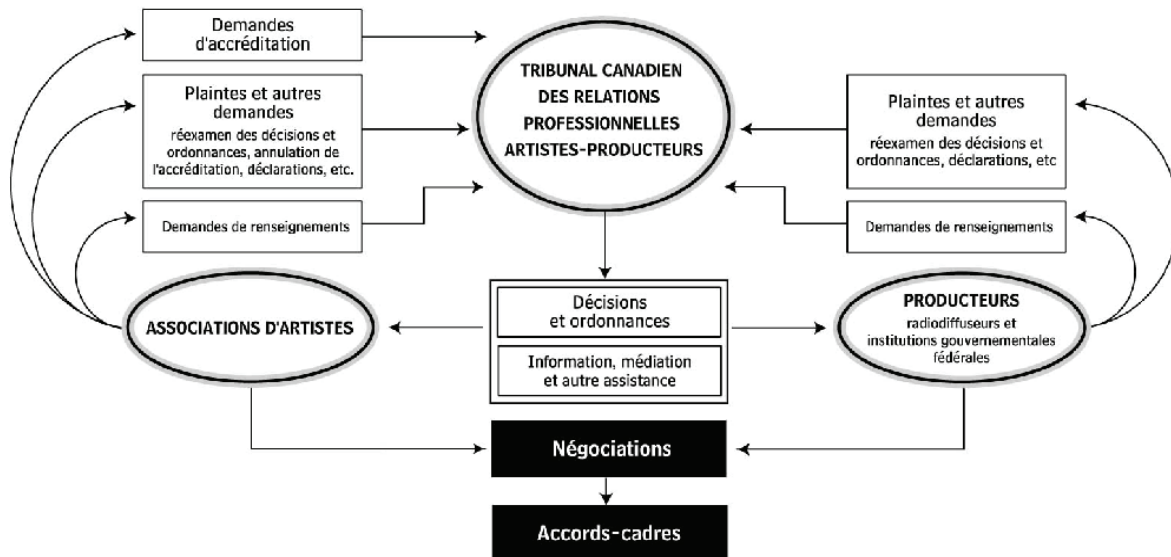 Demandes
d'accréditation
TRIBUNAL CANADIEN
DES RELATIONS
PROFESSIONNELLES
ARTISTES-PRODUCTEURS
Plaintes et autres
demandes
réexamen des décisions et
ordonnances, annulation de
l'accréditation, déclarations, etc.
Plaintes et autres
demandes
réexamen des décisions et
ordonnances, déclarations, etc
Demandes de renseignements
Demandes de renseignements
ASSOCIATIONS D'ARTISTES
Décisions
et ordonnances
Information, médiation
et autre assistance
PRODUCTEURS
radiodiffuseurs et
institutions gouvernementales
fédérales
Négociations
Accords-cadres